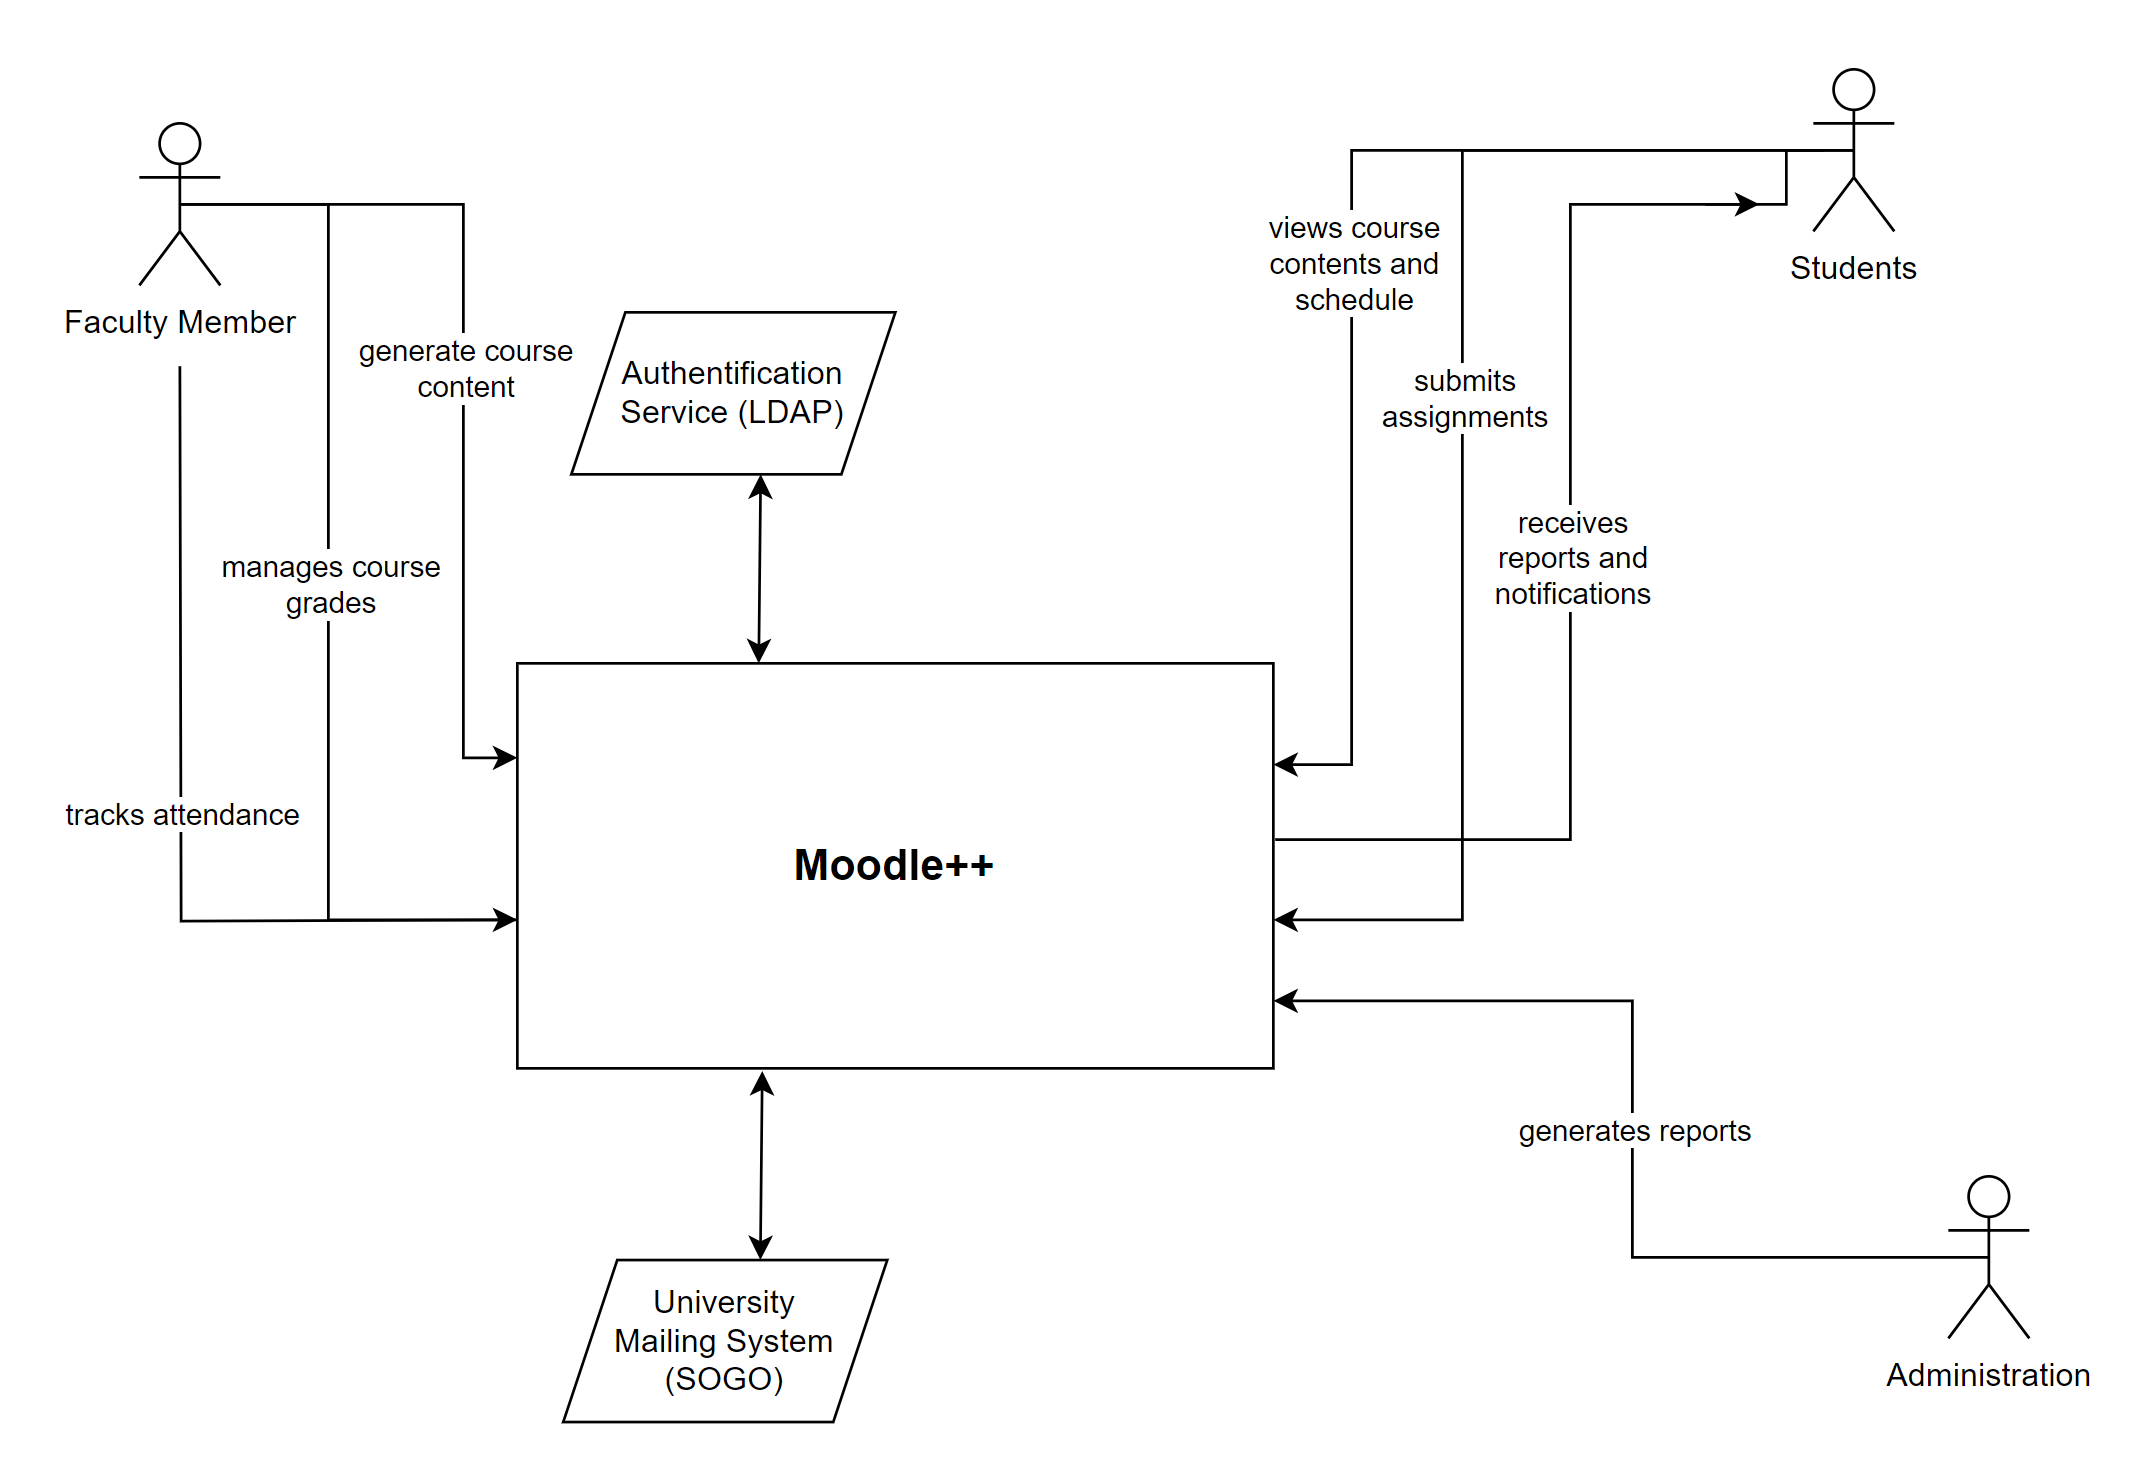 Students
views course
contents and
schedule
Faculty Member
generate course
content
Authentification
Service (LDAP)
submits
assignments
receives
reports and
notifications
manages course
grades
tracks attendance
Moodle++
generates reports
University
Mailing System
(SOGO)
Administration